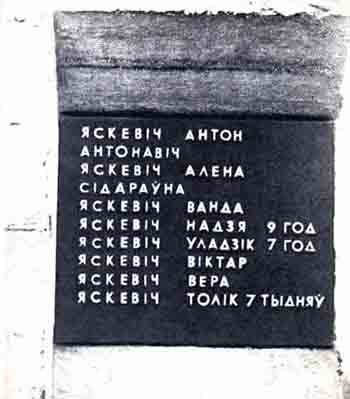 ЯСКЕВІЧ АНТОН
АНТОНАВІЧ
ЯСКЕВІЧ АЛЕНА
СІДАРАЎНА
ЯСКЕВІЧ ВАНДА
ЯСКЕВІЧ НАДЗЯ 9 ГОД
ЯСКЕВІЧ УЛАДЗІК 7 ГОД
ЯСКЕВІЧ ВІКТАР
ЯСКЕВІЧ ВЕРА
ЯСКЕВІЧ ТОЛІК 7 ТЫДНЯЎ